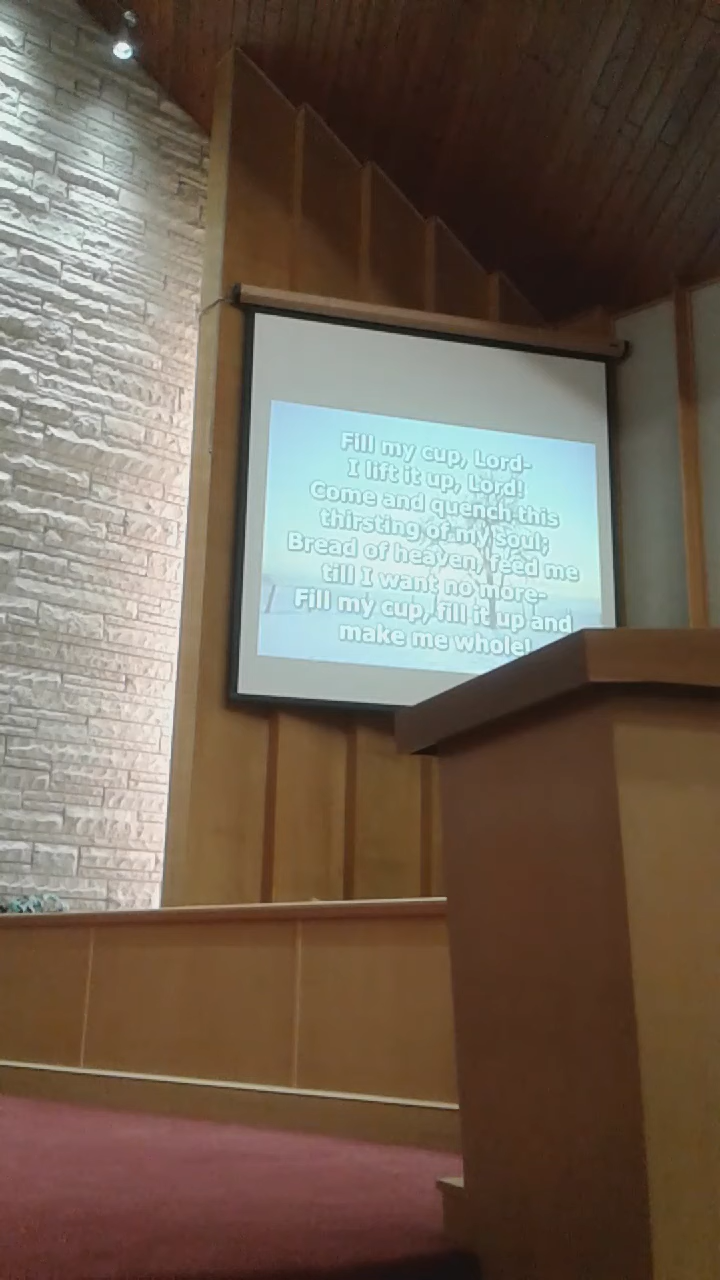 Fill my cup, Lord-
I lift it up, Lord!
Come and quench this
thirsting of my soul;
Bread of heaven, feed me
till I want no more-
Fill my cup, fill it up and
make me whole!